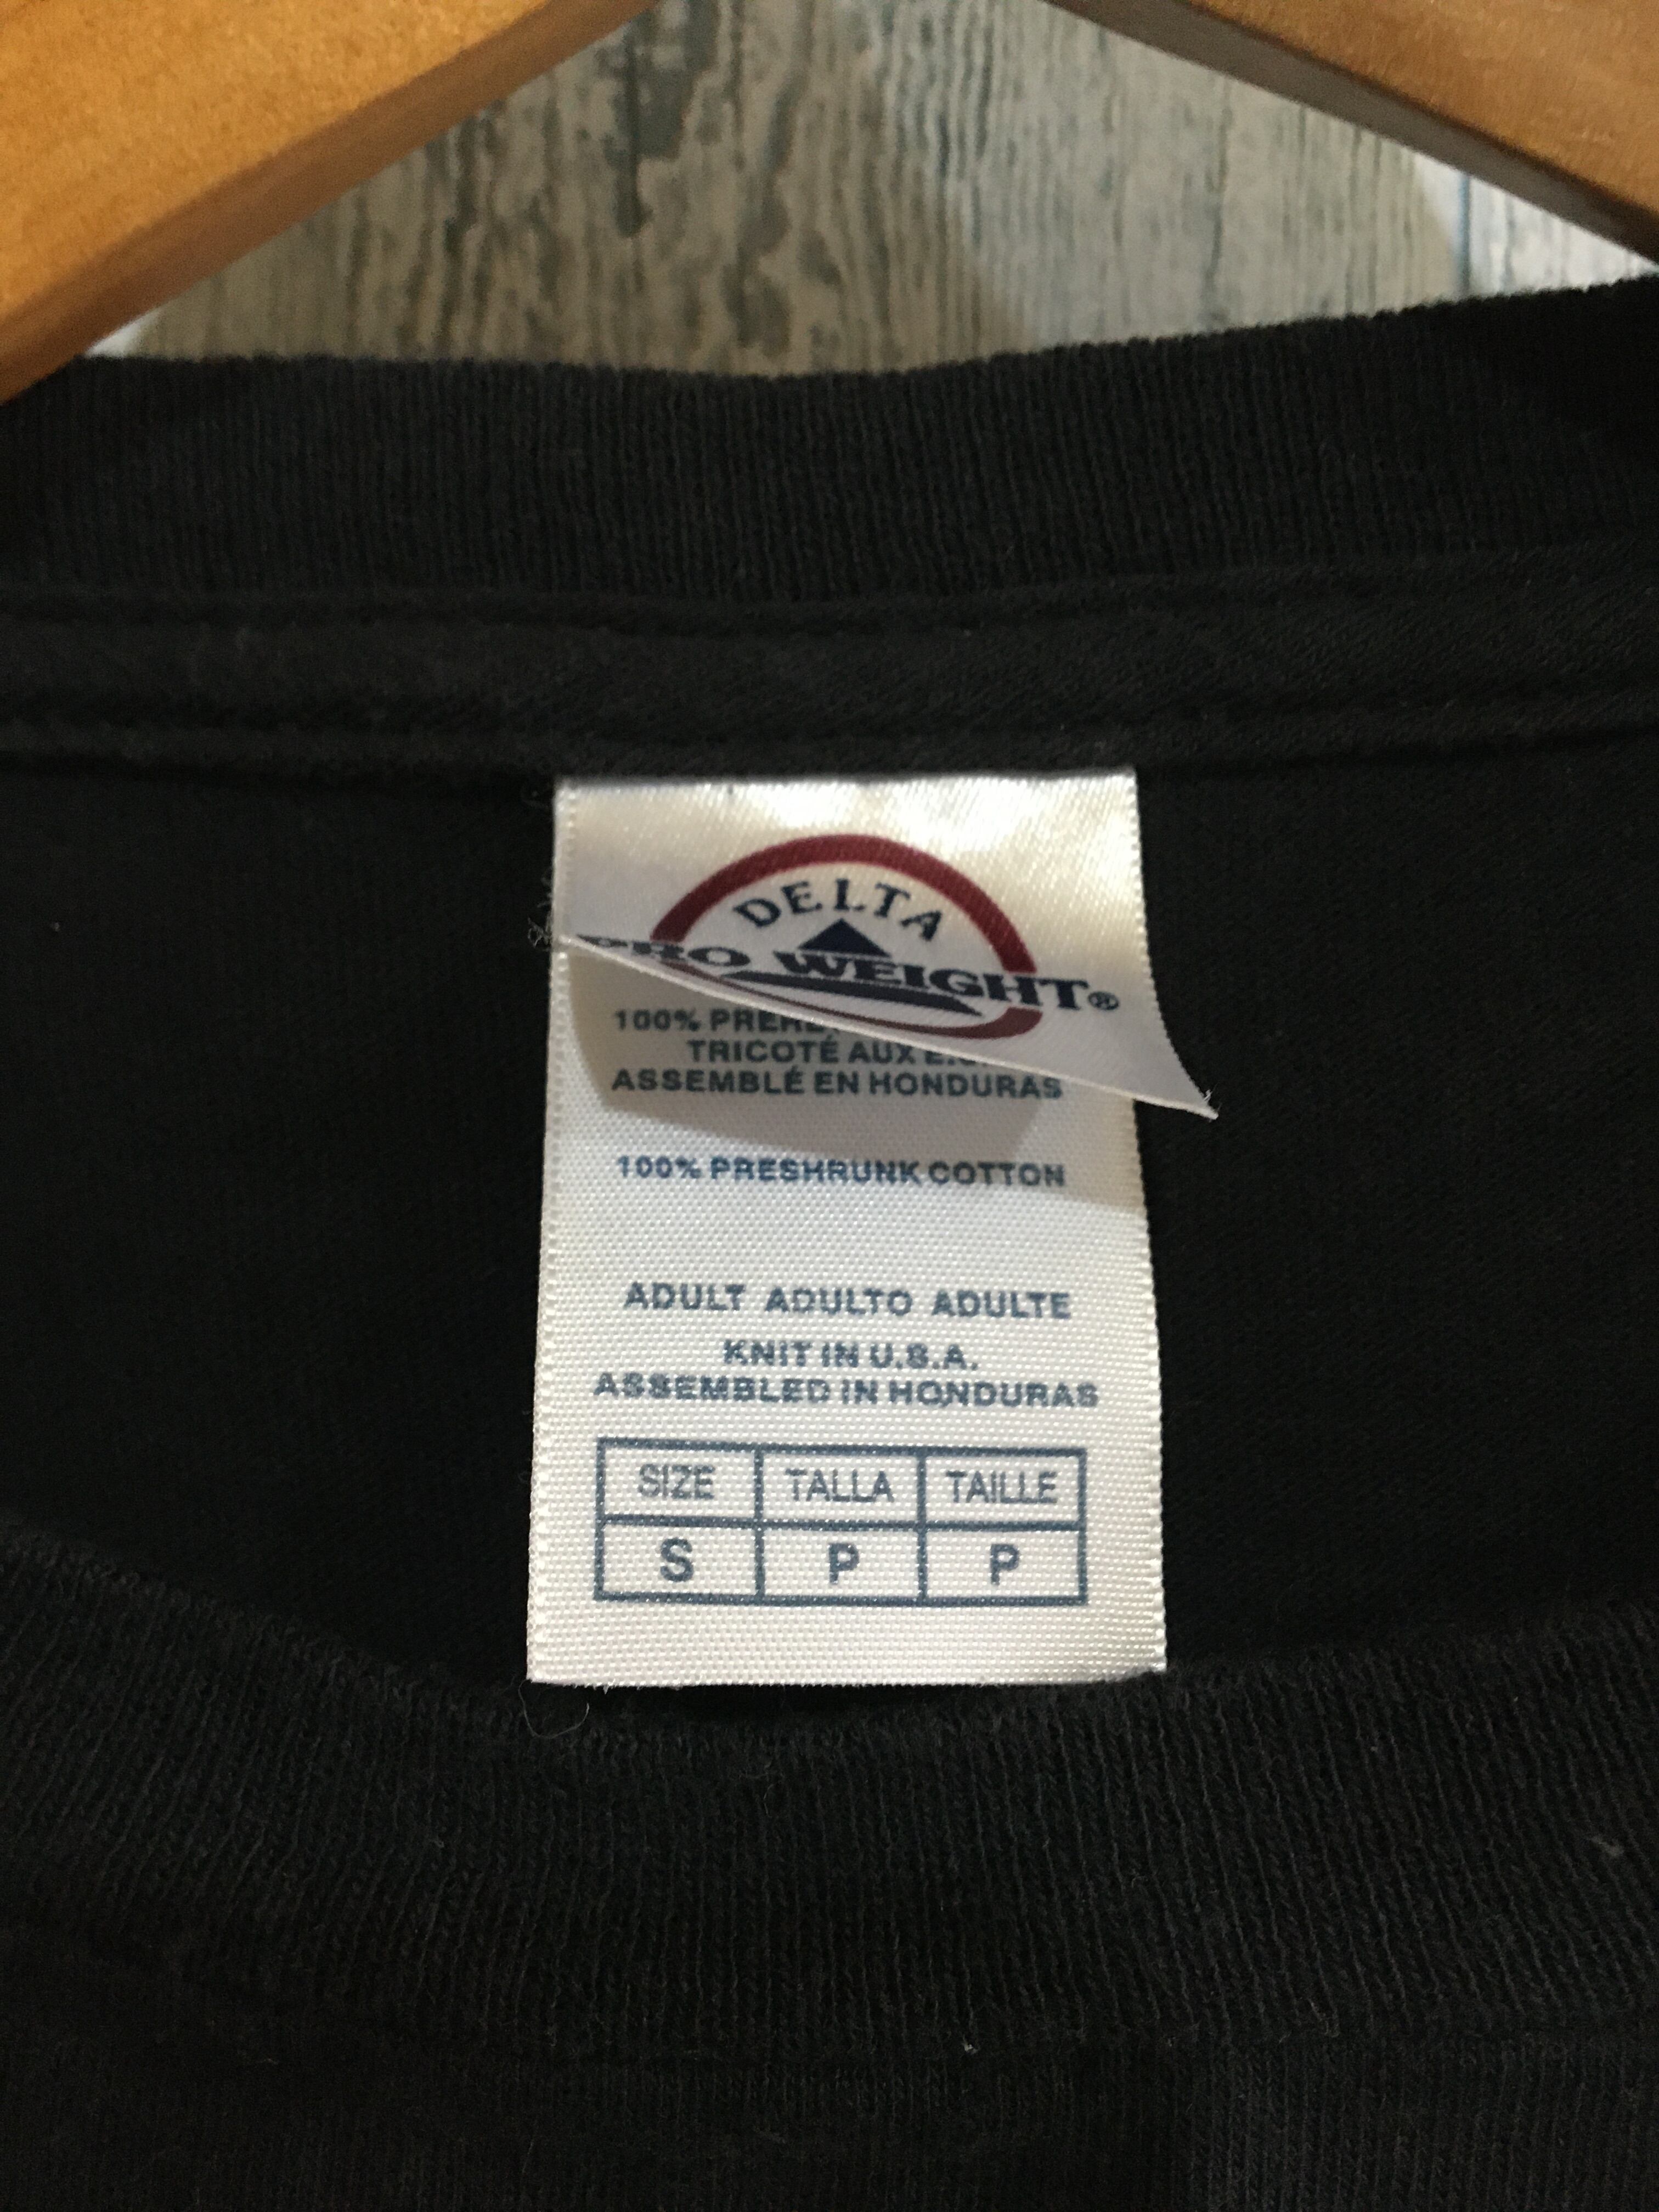 DELTA
PRO WEIGHT®
100%
TRICOTÉ AUX
ASSEMBLÉ EN HONDURAS
100% PRESHRUNK COTTON
ADULT ADULTO ADULTE
KNIT IN U.S.A.
ASSEMBLED IN HONDURAS
SIZE TALLA TAILLE
S P P